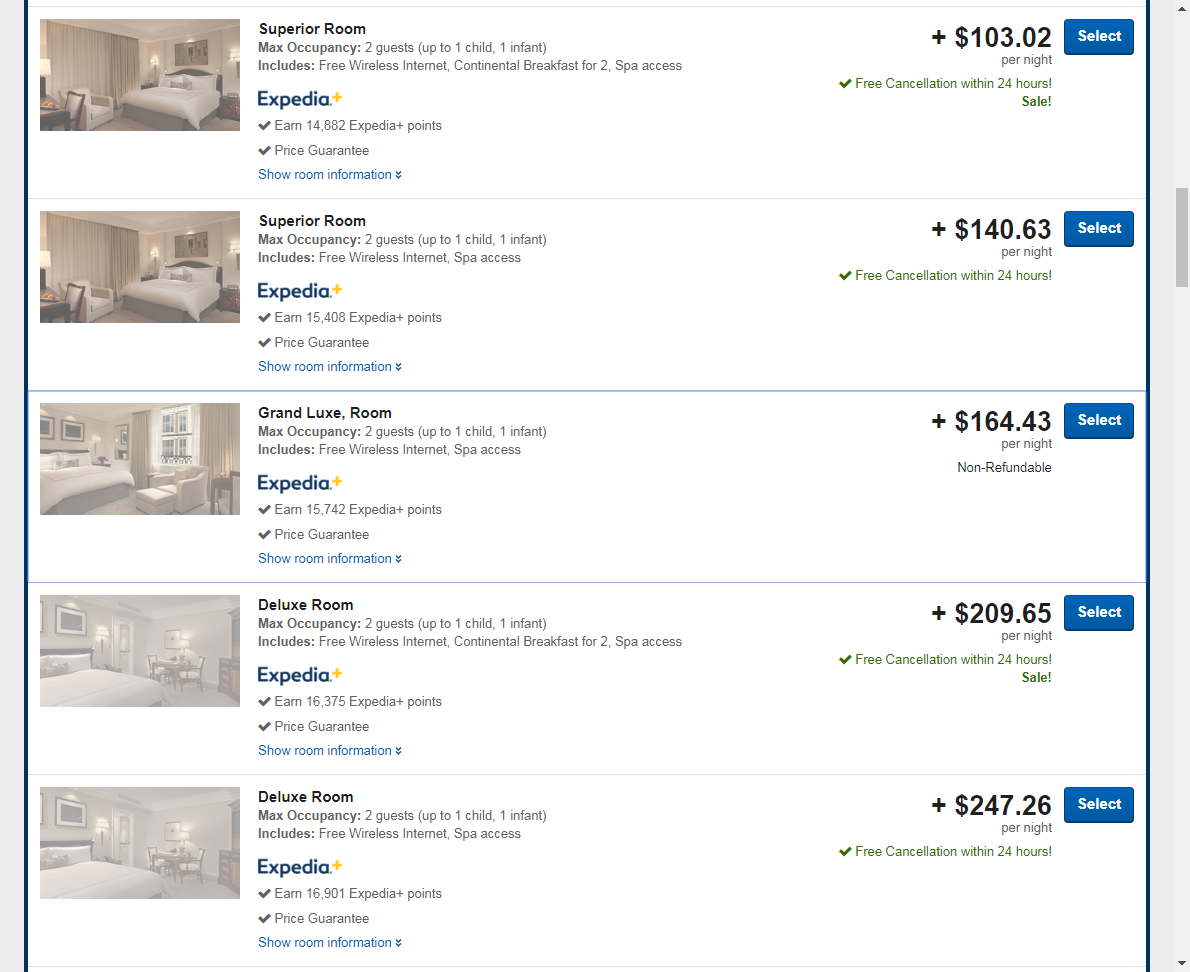 Superior Room
Max Occupancy: 2 guests (up to 1 child, 1 infant)
Includes: Free Wireless Internet, Continental Breakfast for 2, Spa access
Expedia+
Earn 14,882 Expedia+ points
Price Guarantee
Show room information
+ $103.02
per night
Free Cancellation within 24 hours!
Sale!
Select
Superior Room
Max Occupancy: 2 guests (up to 1 child, 1 infant)
Includes: Free Wireless Internet, Spa access
Expedia+
Earn 15,408 Expedia+ points
Price Guarantee
Show room information
+ $140.63
per night
Free Cancellation within 24 hours!
Select
Grand Luxe, Room
Max Occupancy: 2 guests (up to 1 child, 1 infant)
Includes: Free Wireless Internet, Spa access
Expedia+
Earn 15,742 Expedia+ points
Price Guarantee
Show room information
+ $164.43
per night
Non-Refundable
Select
Deluxe Room
Max Occupancy: 2 guests (up to 1 child, 1 infant)
Includes: Free Wireless Internet, Continental Breakfast for 2, Spa access
Expedia+
Earn 16,375 Expedia+ points
Price Guarantee
Show room information
+ $209.65
per night
Free Cancellation within 24 hours!
Sale!
Select
Deluxe Room
Max Occupancy: 2 guests (up to 1 child, 1 infant)
Includes: Free Wireless Internet, Spa access
Expedia+
Earn 16,901 Expedia+ points
Price Guarantee
Show room information
+ $247.26
per night
Free Cancellation within 24 hours!
Select